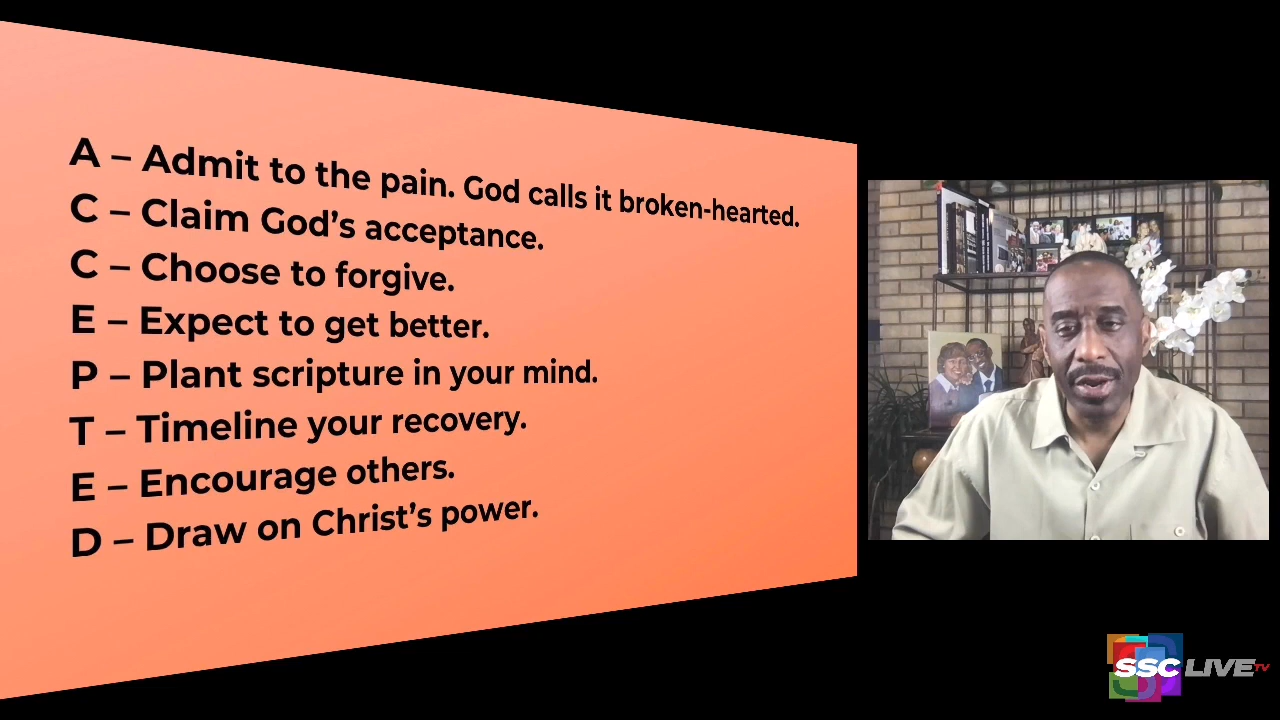 A – Admit to the pain. God calls it broken-hearted.
C – Claim God's acceptance.
C – Choose to forgive.
E – Expect to get better.
P – Plant scripture in your mind.
T – Timeline your recovery.
E – Encourage others.
D – Draw on Christ's power.
SSC LIVE TV